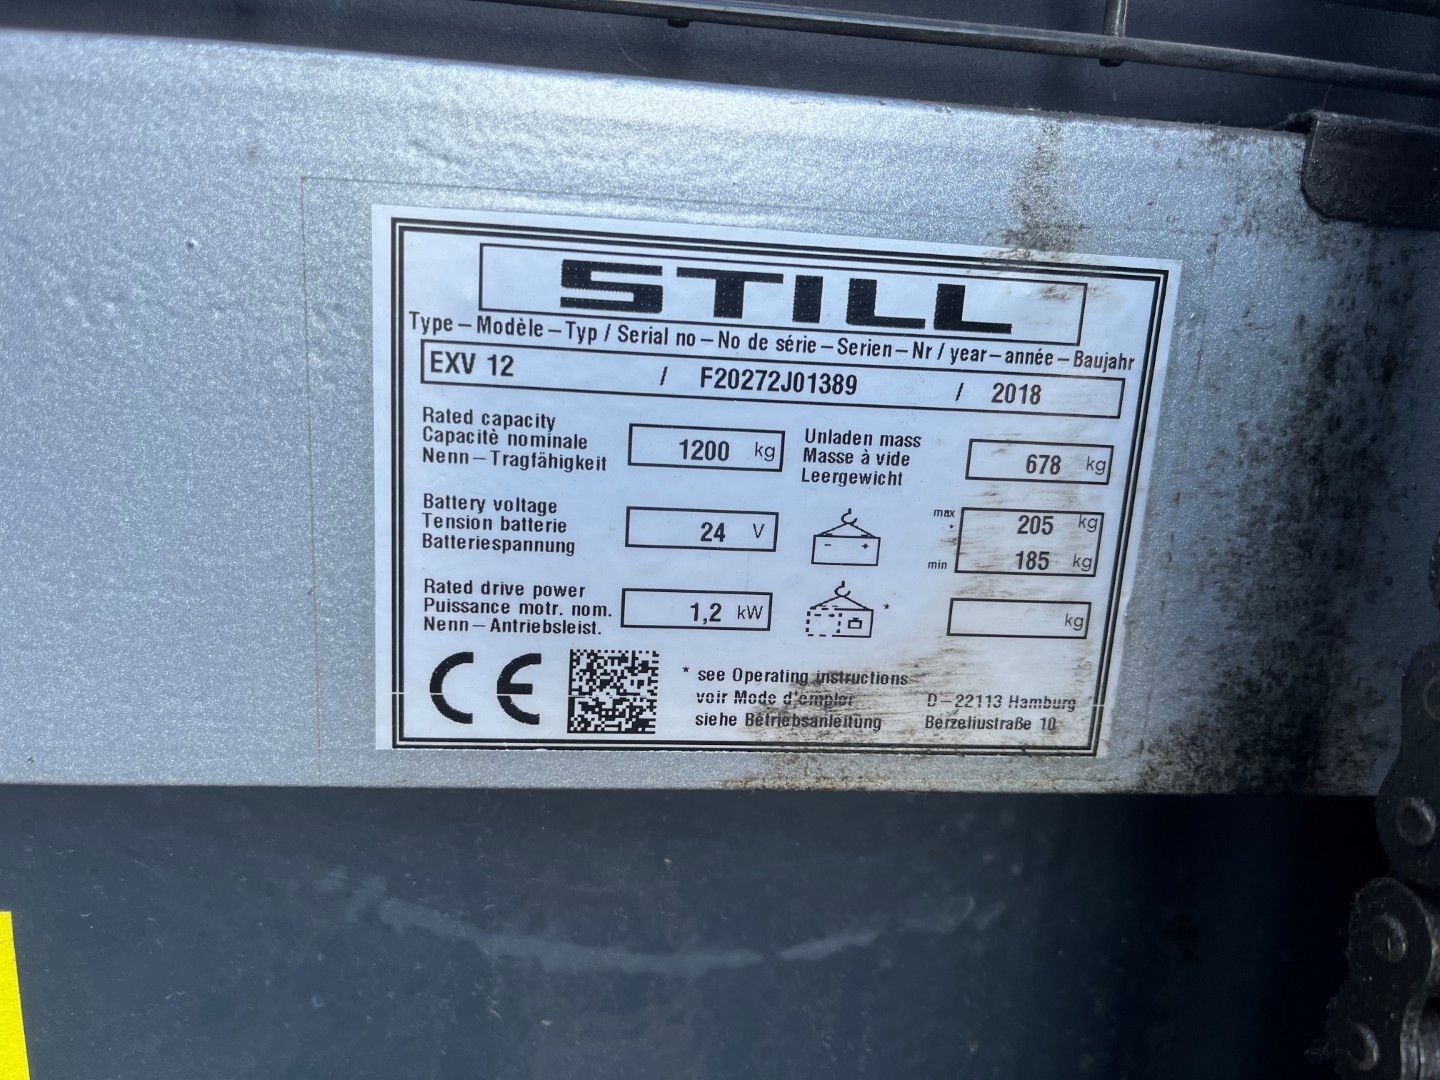 STILL
Type – Modèle – Typ / Serial no – No de série – Serien – Nr / year – année – Baujahr
EXV 12 / F20272J01389 / 2018
Rated capacity
Capacitè nominale
Nenn – Tragfähigkeit
1200 kg
Unladen mass
Masse à vide
Leergewicht
678 kg
Battery voltage
Tension batterie
Batteriespannung
24 V
- +
max
*
min
205 kg
185 kg
Rated drive power
Puissance motr. nom.
Nenn – Antriebsleist.
1,2 kW
*
kg
CE
* see Operating instructions
voir Mode d'emploi
siehe Betriebsanleitung
D – 22113 Hamburg
Berzeliustraße 10